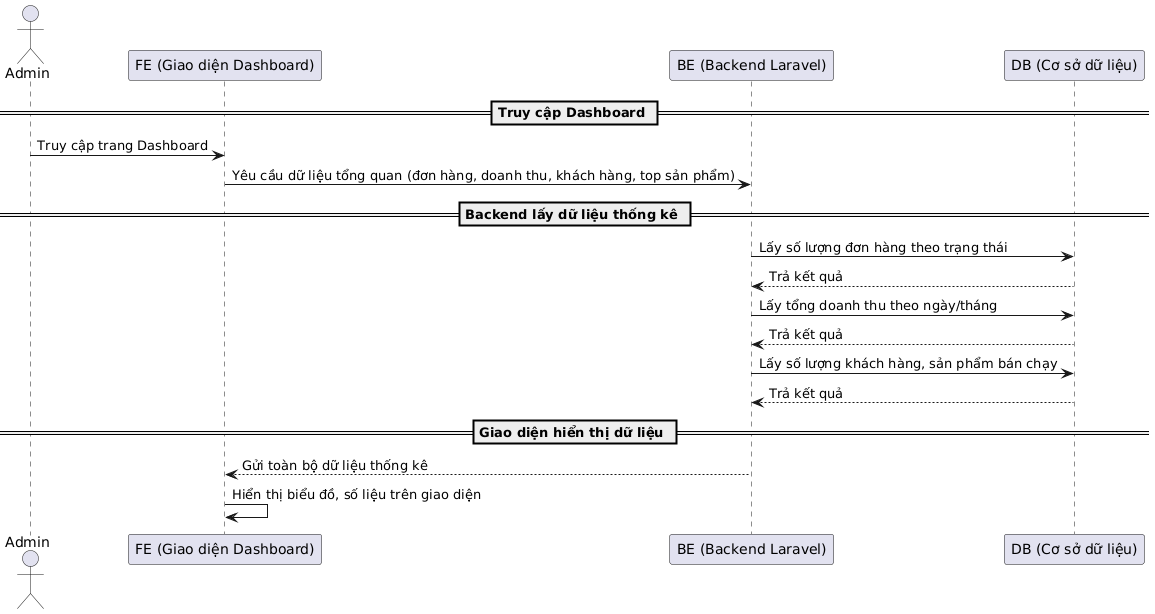 Admin
FE (Giao diện Dashboard)
BE (Backend Laravel)
DB (Cơ sở dữ liệu)
Truy cập Dashboard
Truy cập trang Dashboard
Yêu cầu dữ liệu tổng quan (đơn hàng, doanh thu, khách hàng, top sản phẩm)
Backend lấy dữ liệu thống kê
Lấy số lượng đơn hàng theo trạng thái
Trả kết quả
Lấy tổng doanh thu theo ngày/tháng
Trả kết quả
Lấy số lượng khách hàng, sản phẩm bán chạy
Trả kết quả
Giao diện hiển thị dữ liệu
Gửi toàn bộ dữ liệu thống kê
Hiển thị biểu đồ, số liệu trên giao diện
Admin
FE (Giao diện Dashboard)
BE (Backend Laravel)
DB (Cơ sở dữ liệu)